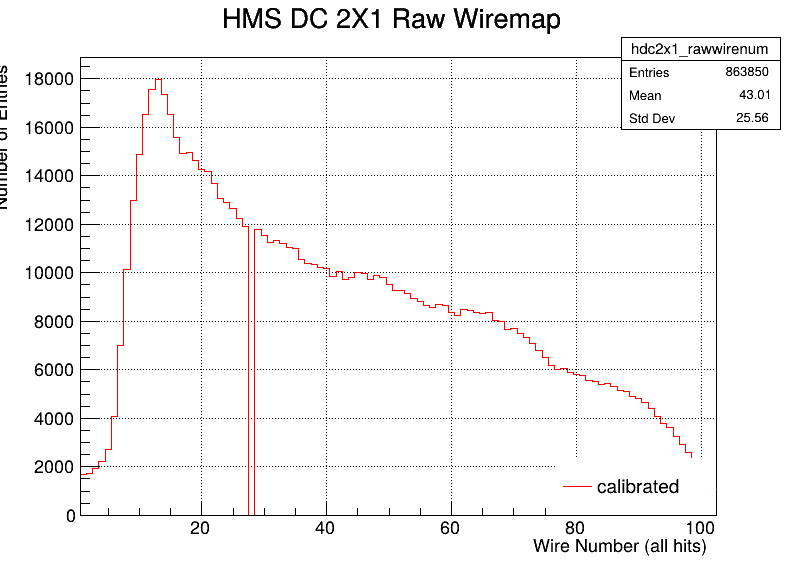 HMS DC 2X1 Raw Wiremap
hdc2x1_rawwirenum
Entries 863850
Mean 43.01
Std Dev 25.56
Number of Entries
18000
16000
14000
12000
10000
8000
6000
4000
2000
0
calibrated
20 40 60 80 100
Wire Number (all hits)